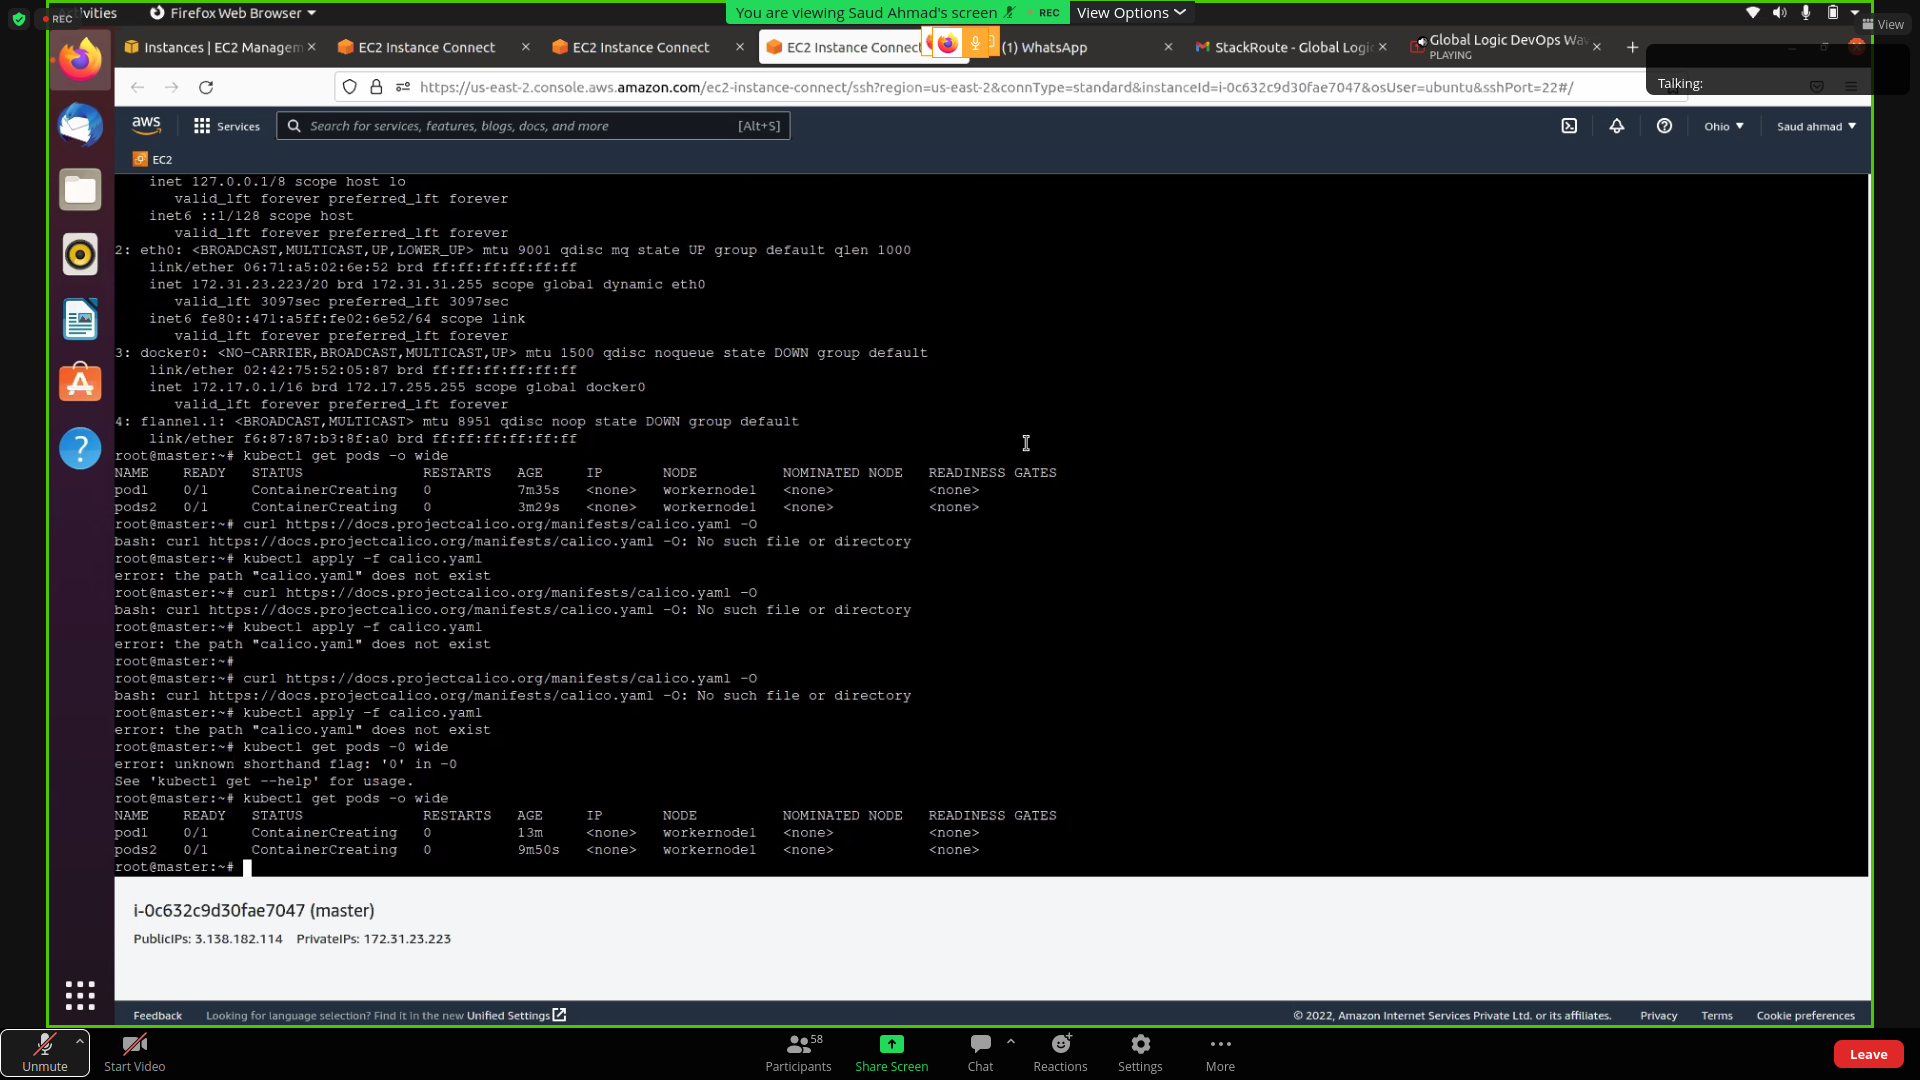 REC
Activities
Firefox Web Browser
You are viewing Saud Ahmad's screen
REC
View Options
View
Instances | EC2 Managem
EC2 Instance Connect
EC2 Instance Connect
EC2 Instance Connect
(1) WhatsApp
StackRoute - Global Logi
Global Logic DevOps Wav
PLAYING
https://us-east-2.console.aws.amazon.com/ec2-instance-connect/ssh?region=us-east-2&connType=standard&instanceId=i-0c632c9d30fae7047&osUser=ubuntu&sshPort=22#/
Talking:
aws
Services
Search for services, features, blogs, docs, and more
[Alt+S]
Ohio
Saud ahmad
EC2
inet 127.0.0.1/8 scope host lo
valid_lft forever preferred_lft forever
inet6 ::1/128 scope host
valid_lft forever preferred_lft forever
2: eth0: <BROADCAST,MULTICAST,UP,LOWER_UP> mtu 9001 qdisc mq state UP group default qlen 1000
link/ether 06:71:a5:02:6e:52 brd ff:ff:ff:ff:ff:ff
inet 172.31.23.223/20 brd 172.31.31.255 scope global dynamic eth0
valid_lft 3097sec preferred_lft 3097sec
inet6 fe80::471:a5ff:fe02:6e52/64 scope link
valid_lft forever preferred_lft forever
3: docker0: <NO-CARRIER,BROADCAST,MULTICAST,UP> mtu 1500 qdisc noqueue state DOWN group default
link/ether 02:42:75:52:05:87 brd ff:ff:ff:ff:ff:ff
inet 172.17.0.1/16 brd 172.17.255.255 scope global docker0
valid_lft forever preferred_lft forever
4: flannel.1: <BROADCAST,MULTICAST> mtu 8951 qdisc noop state DOWN group default
link/ether f6:87:87:b3:8f:a0 brd ff:ff:ff:ff:ff:ff
root@master:~# kubectl get pods -o wide
NAME READY STATUS RESTARTS AGE IP NODE NOMINATED NODE READINESS GATES
pod1 0/1 ContainerCreating 0 7m35s <none> workernode1 <none> <none>
pods2 0/1 ContainerCreating 0 3m29s <none> workernode1 <none> <none>
root@master:~# curl https://docs.projectcalico.org/manifests/calico.yaml -O
bash: curl https://docs.projectcalico.org/manifests/calico.yaml -O: No such file or directory
root@master:~# kubectl apply -f calico.yaml
error: the path "calico.yaml" does not exist
root@master:~# curl https://docs.projectcalico.org/manifests/calico.yaml -O
bash: curl https://docs.projectcalico.org/manifests/calico.yaml -O: No such file or directory
root@master:~# kubectl apply -f calico.yaml
error: the path "calico.yaml" does not exist
root@master:~#
root@master:~# curl https://docs.projectcalico.org/manifests/calico.yaml -O
bash: curl https://docs.projectcalico.org/manifests/calico.yaml -O: No such file or directory
root@master:~# kubectl apply -f calico.yaml
error: the path "calico.yaml" does not exist
root@master:~# kubectl get pods -0 wide
error: unknown shorthand flag: '0' in -0
See 'kubectl get --help' for usage.
root@master:~# kubectl get pods -o wide
NAME READY STATUS RESTARTS AGE IP NODE NOMINATED NODE READINESS GATES
pod1 0/1 ContainerCreating 0 13m <none> workernode1 <none> <none>
pods2 0/1 ContainerCreating 0 9m50s <none> workernode1 <none> <none>
root@master:~#
i-0c632c9d30fae7047 (master)
PublicIPs: 3.138.182.114 PrivateIPs: 172.31.23.223
Feedback
Looking for language selection? Find it in the new Unified Settings
© 2022, Amazon Internet Services Private Ltd. or its affiliates.
Privacy
Terms
Cookie preferences
Unmute
Start Video
Participants
58
Share Screen
Chat
Reactions
Settings
More
Leave